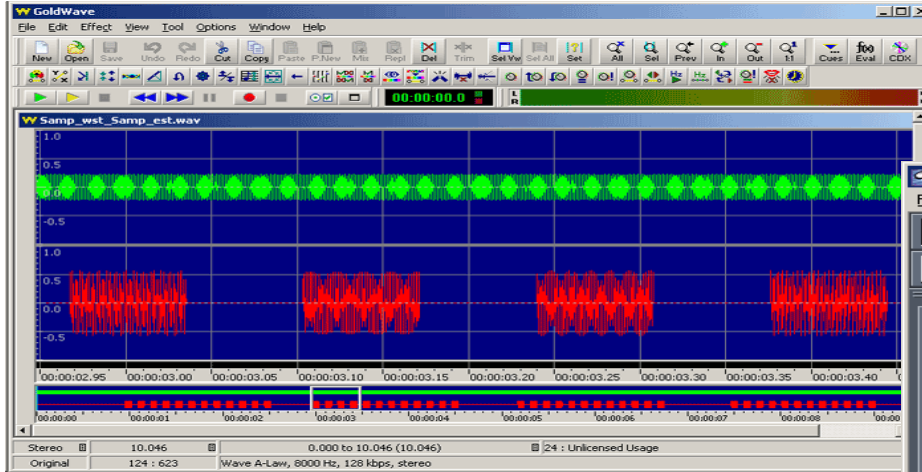 GoldWave
File Edit Effect View Tool Options Window Help
New Open Save Undo Redo Cut Copy Paste P.New Mix Repl Del Trim Sel Vw Sel All Set All Sel Prev In Out 1:1 Cues Eval CDX
00:00:00.0 L
R
Samp_wst_Samp_est.wav
1.0
0.5
0.0
-0.5
1.0
0.5
0.0
-0.5
00:00:02.95 00:00:03.00 00:00:03.05 00:00:03.10 00:00:03.15 00:00:03.20 00:00:03.25 00:00:03.30 00:00:03.35 00:00:03.40
00:00:00 00:00:01 00:00:02 00:00:03 00:00:04 00:00:05 00:00:06 00:00:07 00:00:08 00:00
Stereo 10.046 0.000 to 10.046 (10.046) 24 : Unlicensed Usage
Original 124 : 623 Wave A-Law, 8000 Hz, 128 kbps, stereo